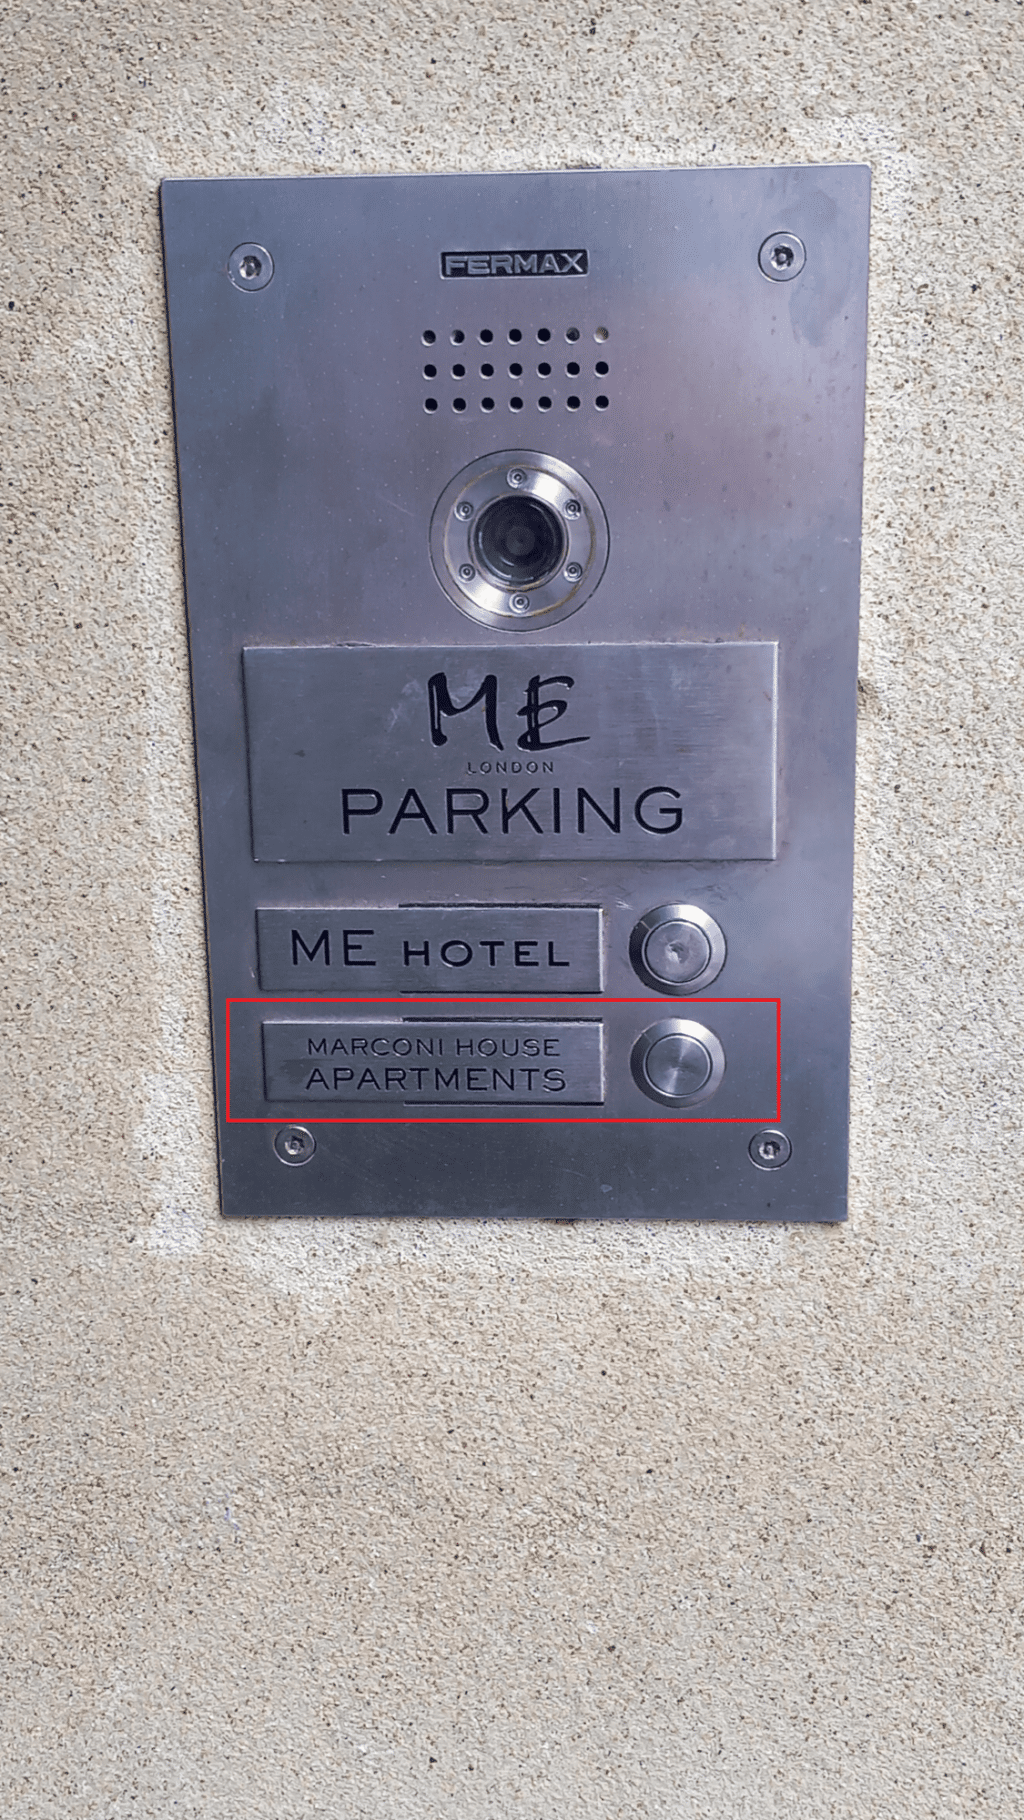 FERMAX
ME
LONDON
PARKING
ME HOTEL
MARCONI HOUSE
APARTMENTS